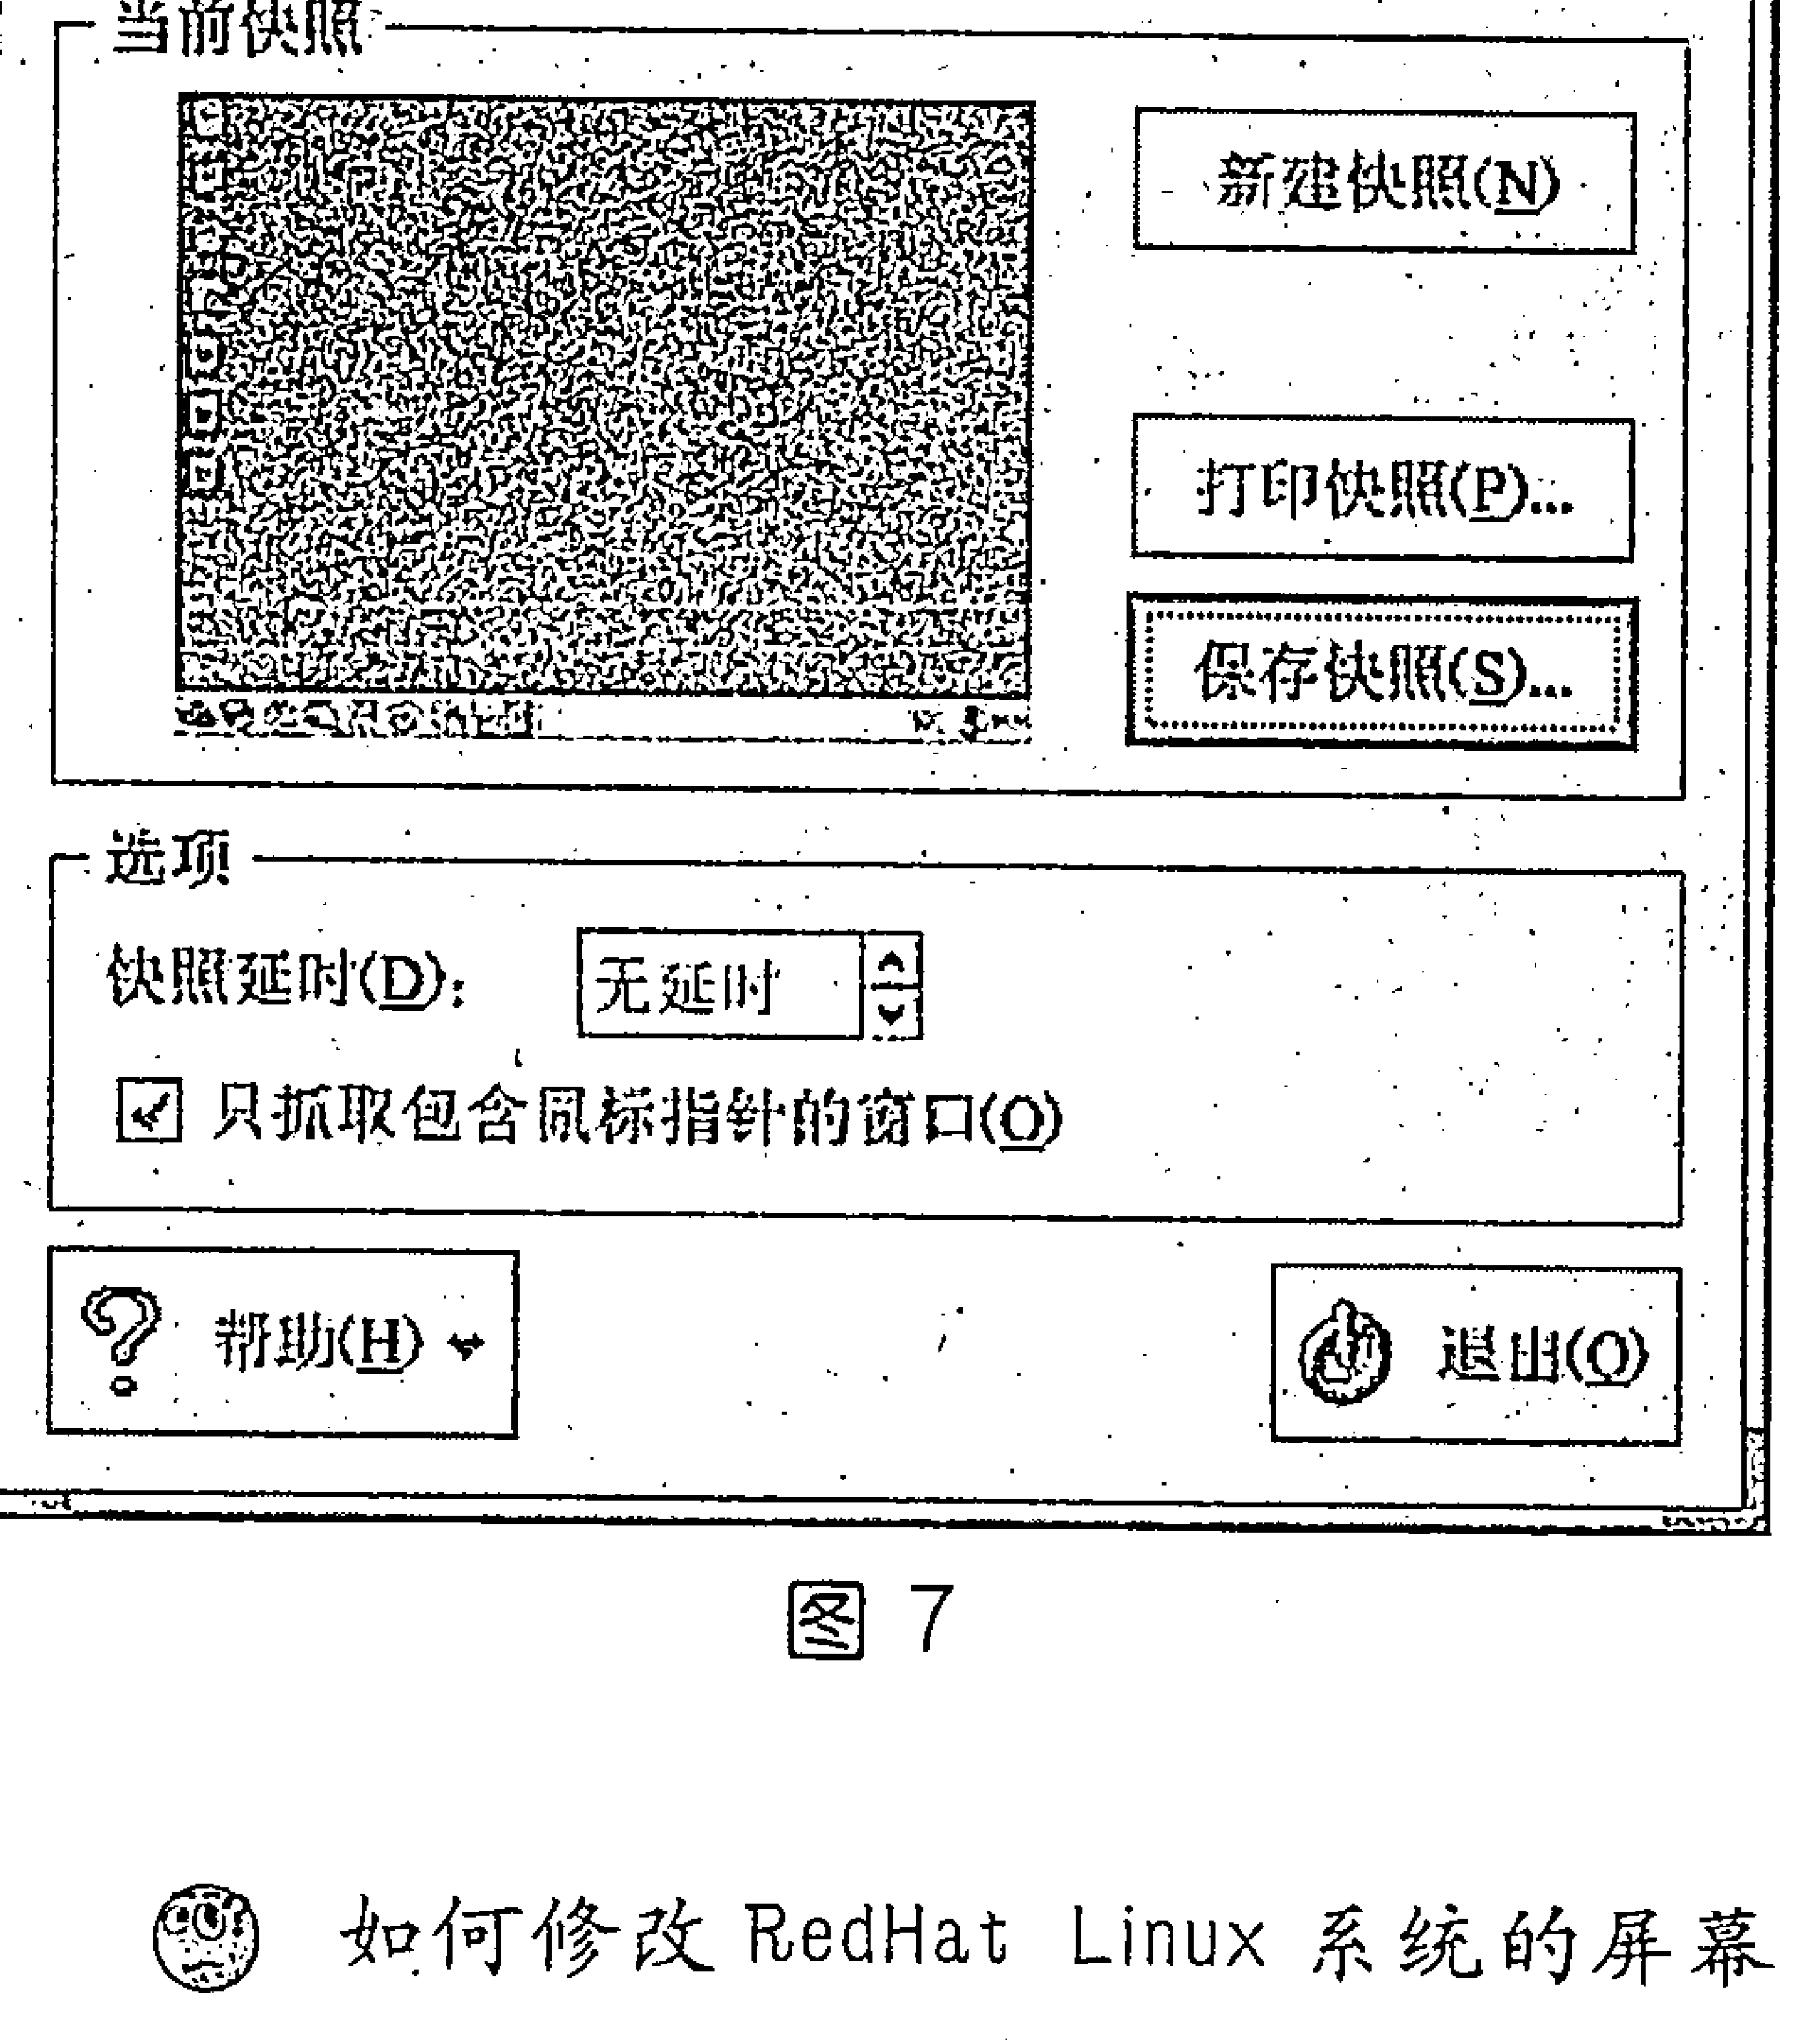 当前快照
新建快照(N)
打印快照(P)...
保存快照(S)...
选项
快照延时(D):
无延时
只抓取包含鼠标指针的窗口(O)
帮助(H)
退出(Q)
图 7
如何修改 RedHat Linux 系统的屏幕